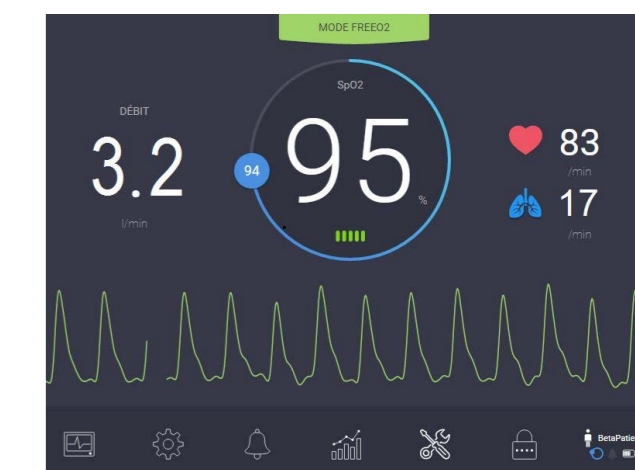 MODE FREEO2
SpO2
DÉBIT
3.2
l/min
94
95
%
83
/min
17
/min
BetaPatie